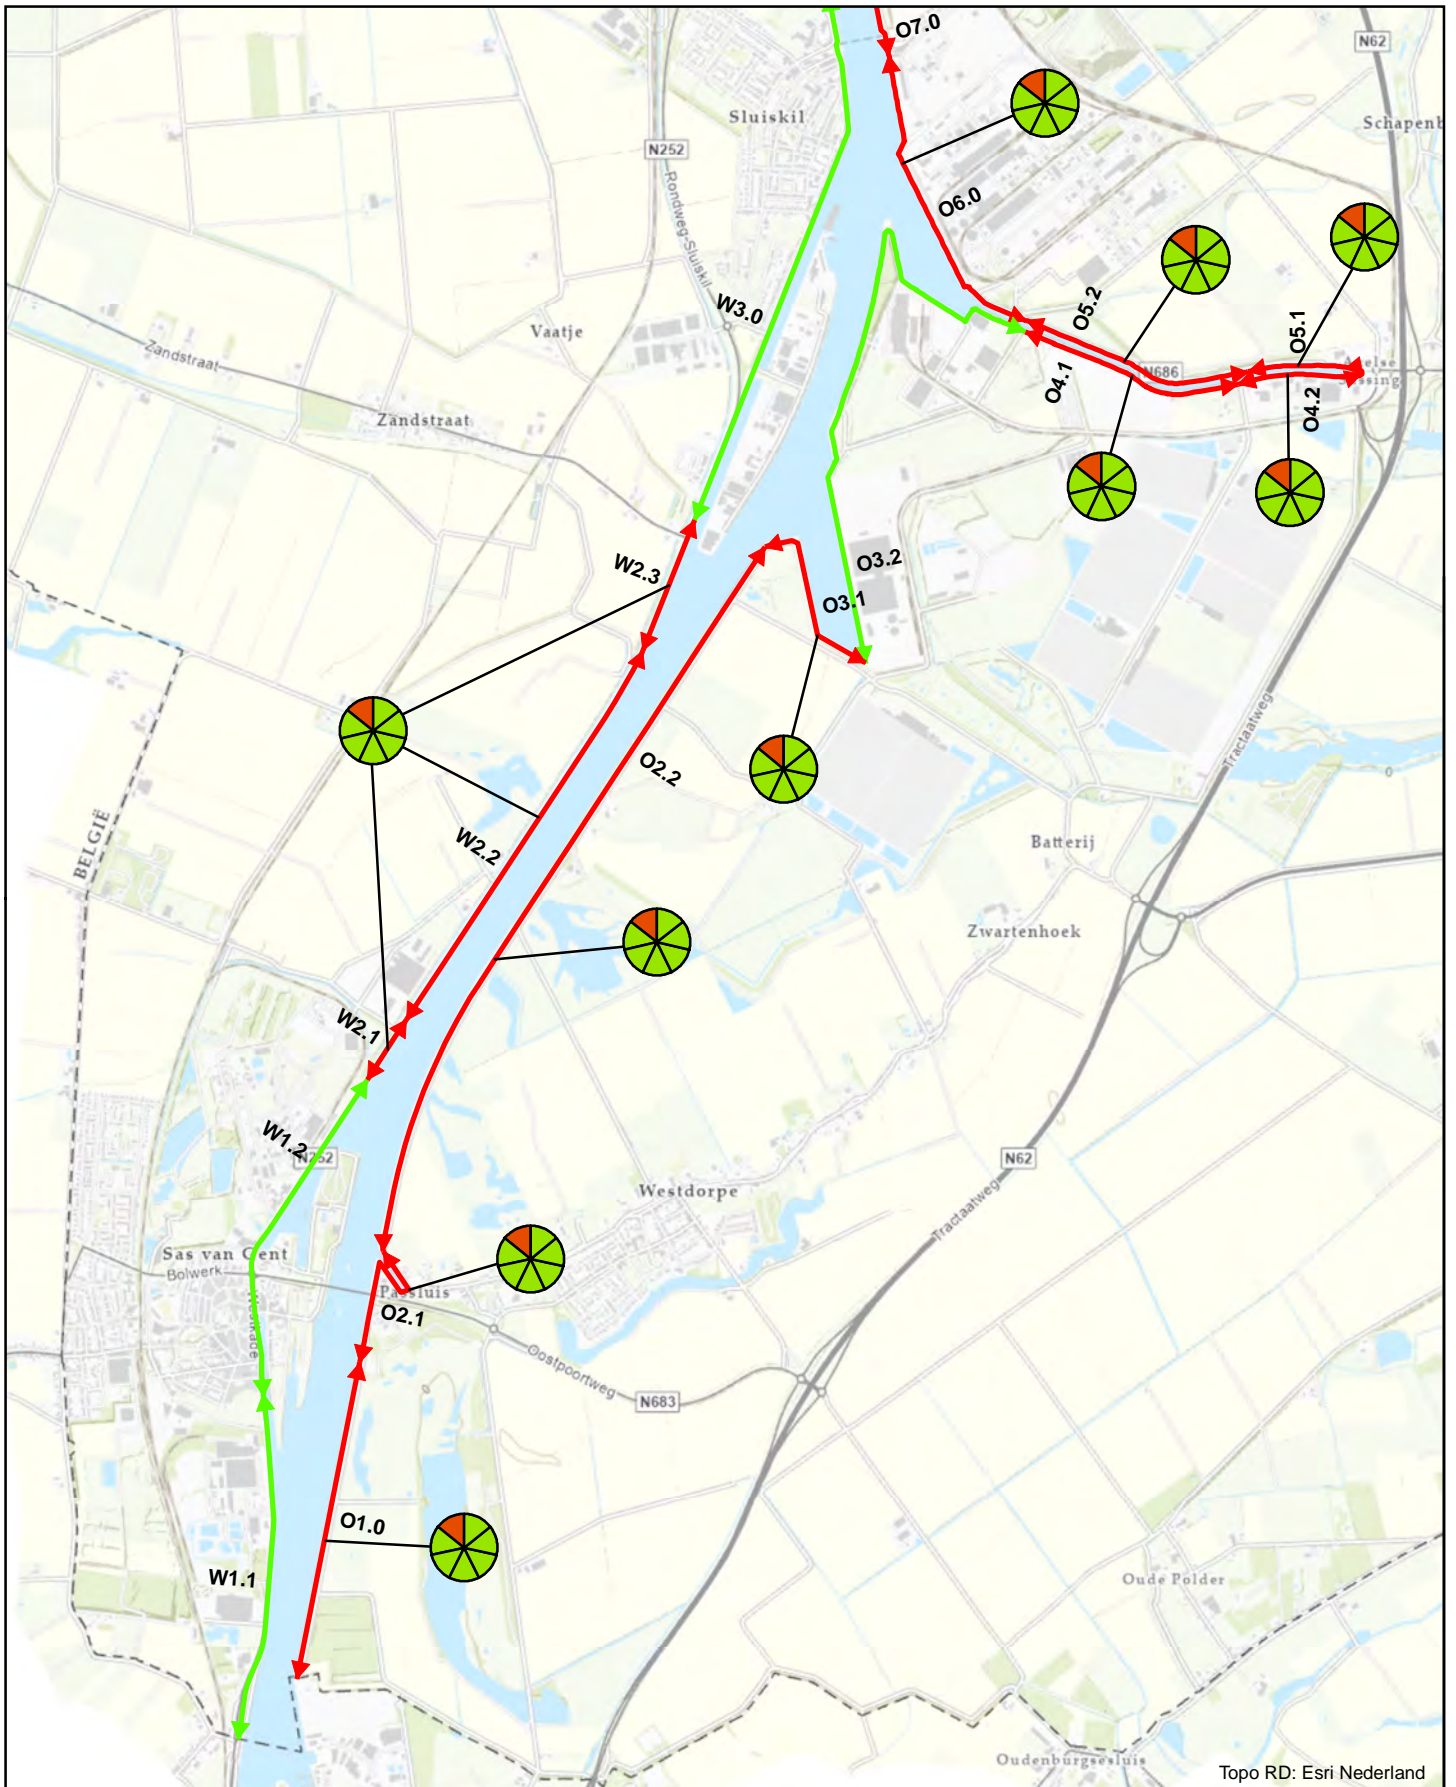 O7.0
N62
Sluiskil
Schapenb
N252
Rondweg-Sluiskil
O6.0
W3.0
O5.2
O5.1
Vaatje
Zandstraat
N686
O4.1
O4.2
Zandstraat
W2.3
O3.2
O3.1
Tractaatweg
O2.2
BELGIË
W2.2
Batterij
Zwartenhoek
W2.1
W1.2
N252
N62
Westdorpe
Tractaatweg
Sas van Gent
Bolwerk
Westkade
Passluis
O2.1
Oostpoortweg
N683
O1.0
W1.1
Oude Polder
Oudenburgsesluis
Topo RD: Esri Nederland